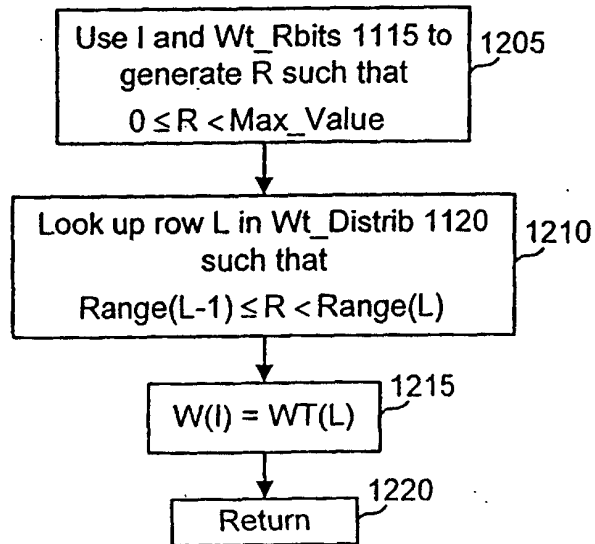 Use I and Wt_Rbits 1115 to
generate R such that
0 ≤ R < Max_Value
1205
Look up row L in Wt_Distrib 1120
such that
Range(L-1) ≤ R < Range(L)
1210
W(I) = WT(L)
1215
Return
1220